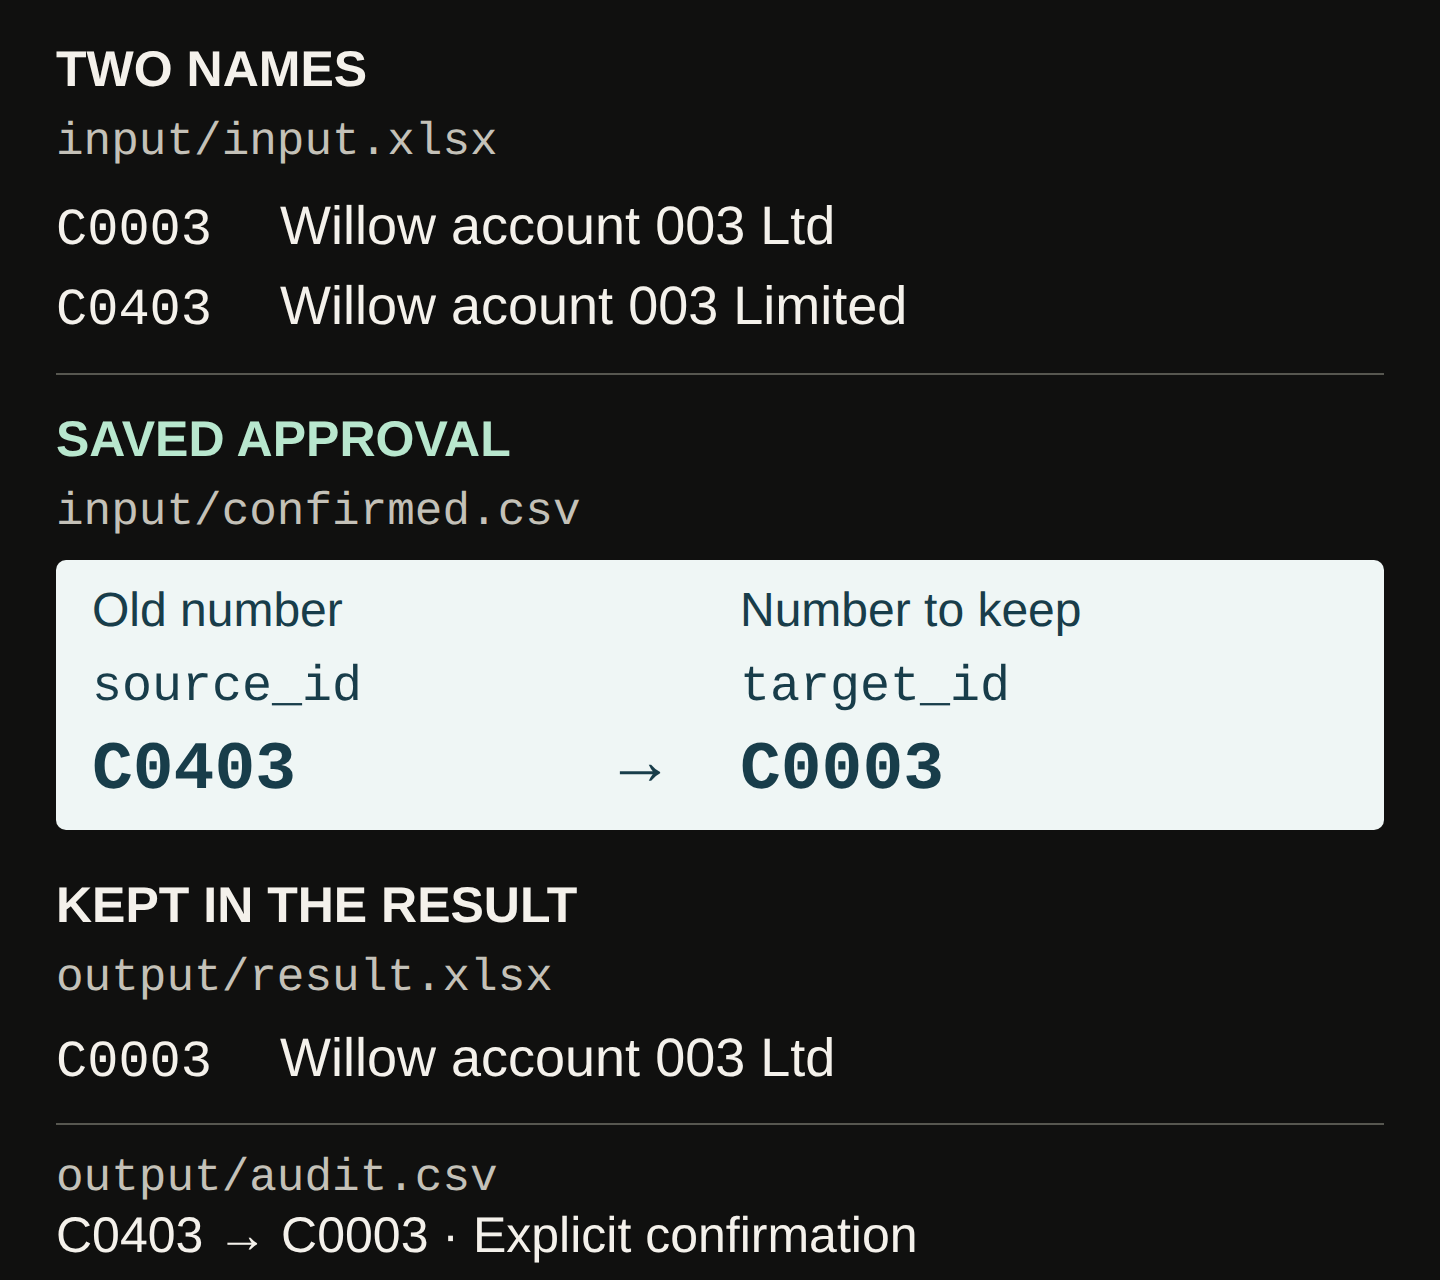 TWO NAMES
input/input.xlsx
C0003 Willow account 003 Ltd
C0403 Willow acount 003 Limited
SAVED APPROVAL
input/confirmed.csv
Old number Number to keep
source_id target_id
C0403 → C0003
KEPT IN THE RESULT
output/result.xlsx
C0003 Willow account 003 Ltd
output/audit.csv
C0403 → C0003 · Explicit confirmation